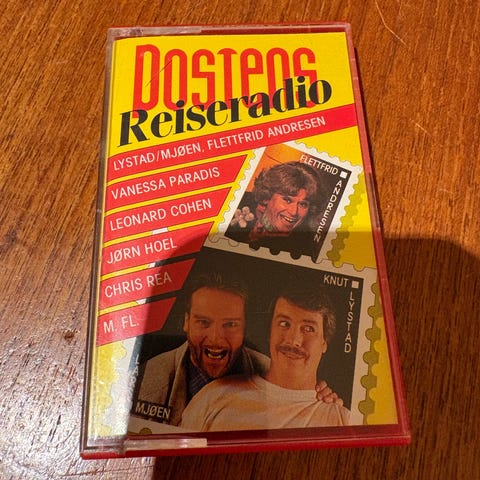 Postens
Reiseradio
LYSTAD/MJØEN, FLETTFRID ANDRESEN
VANESSA PARADIS
LEONARD COHEN
JØRN HOEL
CHRIS REA
M. FL.
FLETTFRID
ANDRESEN
KNUT
LYSTAD
MJØEN